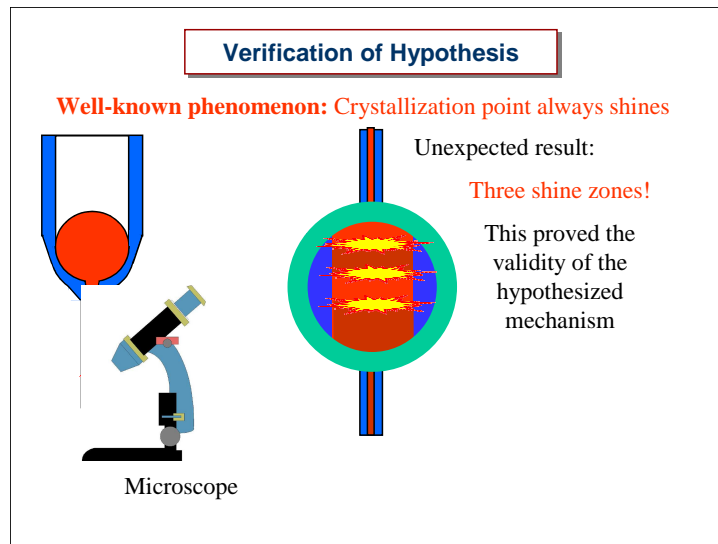 Verification of Hypothesis
Well-known phenomenon: Crystallization point always shines
Unexpected result:
Three shine zones!
This proved the
validity of the
hypothesized
mechanism
Microscope